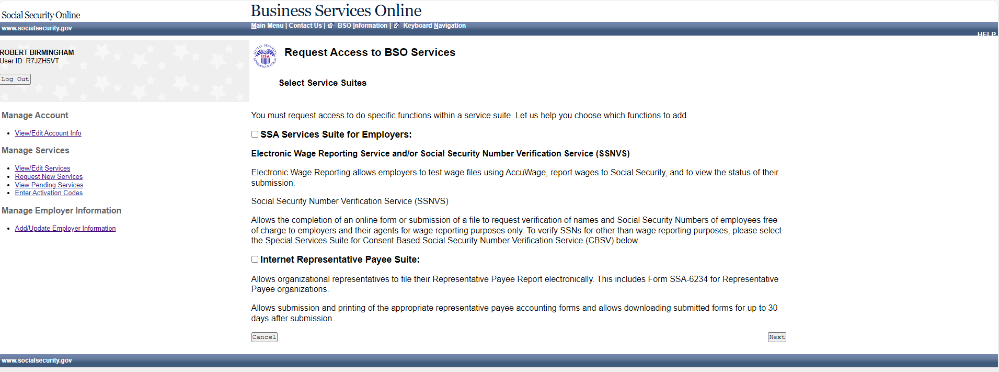 Social Security Online
Business Services Online
www.socialsecurity.gov
Main Menu | Contact Us | BSO Information | Keyboard Navigation
HELP
ROBERT BIRMINGHAM
User ID: R7JZH5VT
Log Out
Manage Account
View/Edit Account Info
Manage Services
View/Edit Services
Request New Services
View Pending Services
Enter Activation Codes
Manage Employer Information
Add/Update Employer Information
SOCIAL SECURITY
USA
ADMINISTRATION
Request Access to BSO Services
Select Service Suites
You must request access to do specific functions within a service suite. Let us help you choose which functions to add.
SSA Services Suite for Employers:
Electronic Wage Reporting Service and/or Social Security Number Verification Service (SSNVS)
Electronic Wage Reporting allows employers to test wage files using AccuWage, report wages to Social Security, and to view the status of their
submission.
Social Security Number Verification Service (SSNVS)
Allows the completion of an online form or submission of a file to request verification of names and Social Security Numbers of employees free
of charge to employers and their agents for wage reporting purposes only. To verify SSNs for other than wage reporting purposes, please select
the Special Services Suite for Consent Based Social Security Number Verification Service (CBSV) below.
Internet Representative Payee Suite:
Allows organizational representatives to file their Representative Payee Report electronically. This includes Form SSA-6234 for Representative
Payee organizations.
Allows submission and printing of the appropriate representative payee accounting forms and allows downloading submitted forms for up to 30
days after submission
Cancel
Next
www.socialsecurity.gov